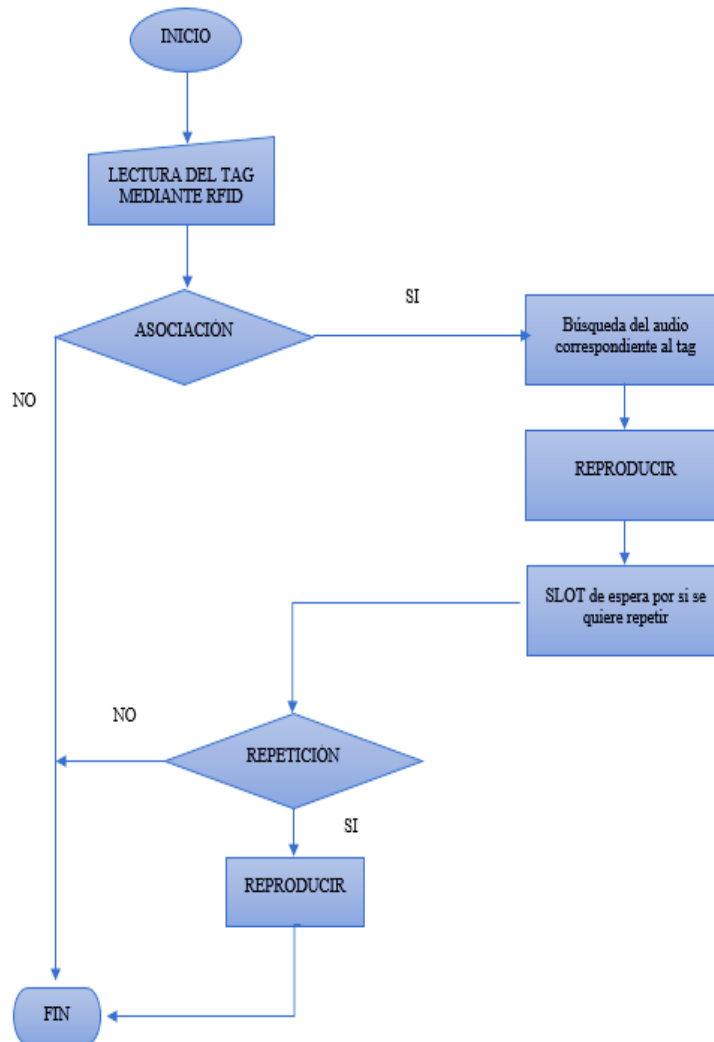 INICIO
LECTURA DEL TAG
MEDIANTE RFID
SI
ASOCIACIÓN
Búsqueda del audio
correspondiente al tag
NO
REPRODUCIR
SLOT de espera por si se
quiere repetir
NO
REPETICIÓN
SI
REPRODUCIR
FIN